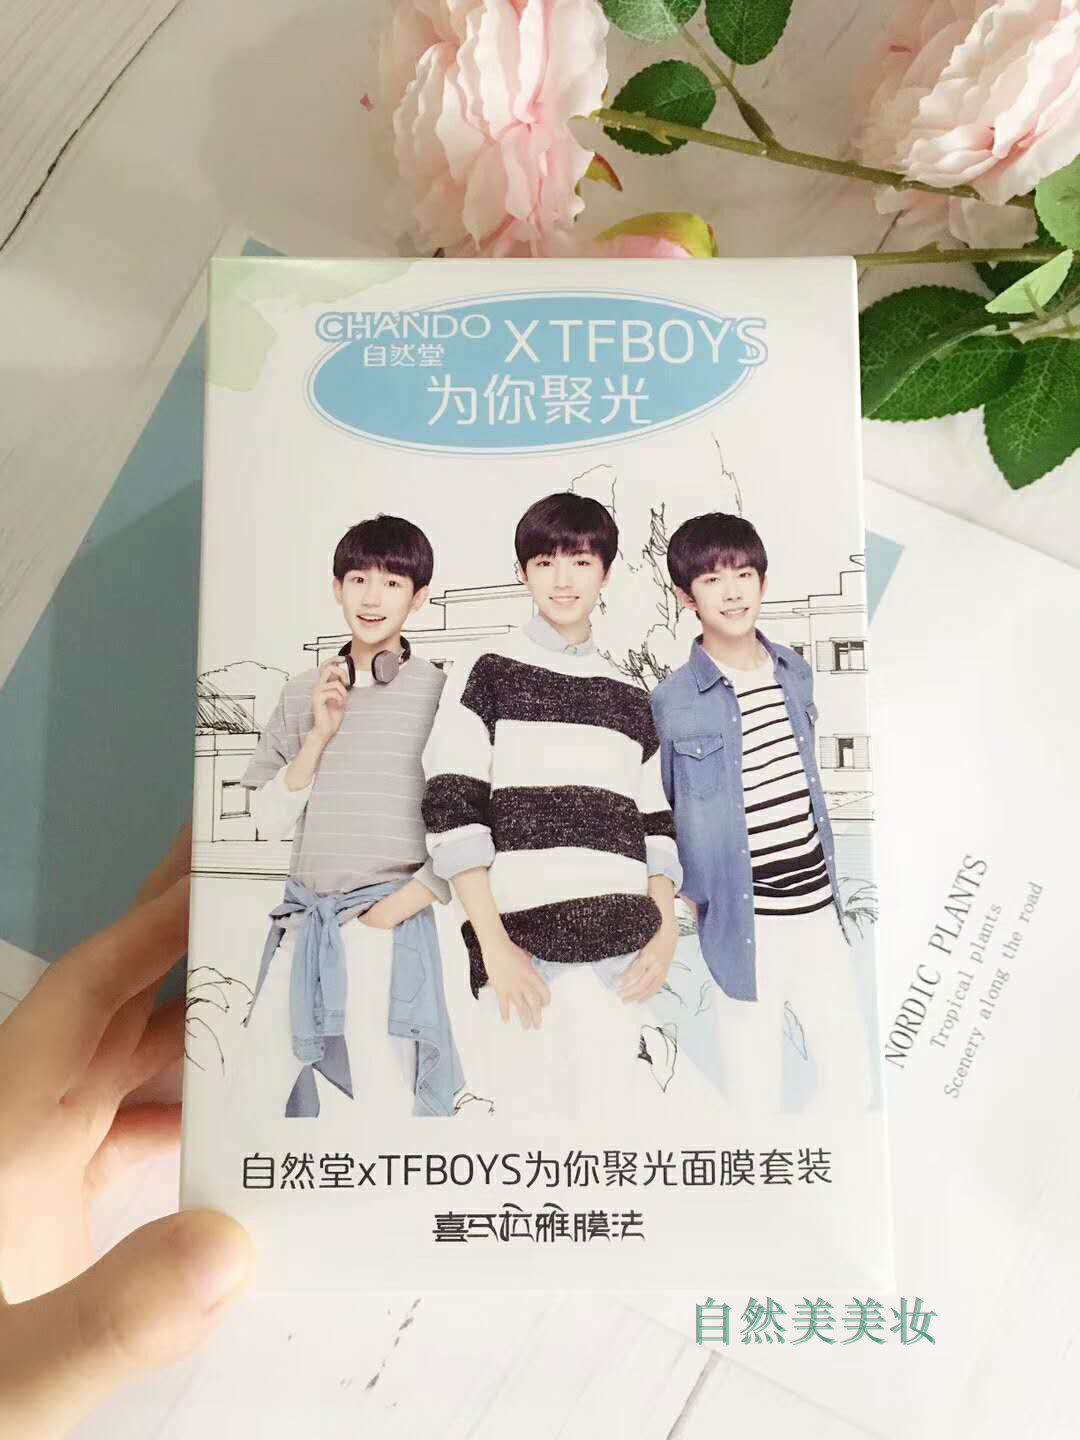 CHANDO
自然堂
X TFBOYS
为你聚光
自然堂xTFBOYS为你聚光面膜套装
喜马拉雅膜法
NORDIC PLANTS
Tropical plants
Scenery along the road
自然美美妆